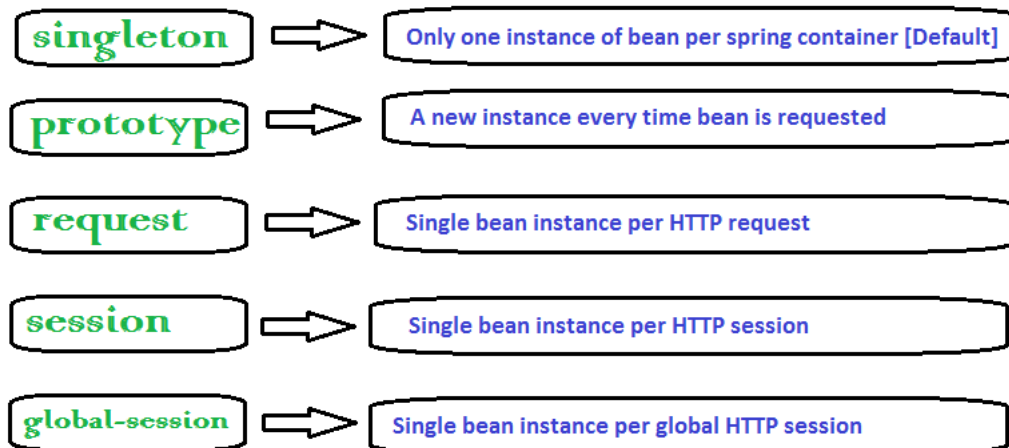 singleton
Only one instance of bean per spring container [Default]
prototype
A new instance every time bean is requested
request
Single bean instance per HTTP request
session
Single bean instance per HTTP session
global-session
Single bean instance per global HTTP session